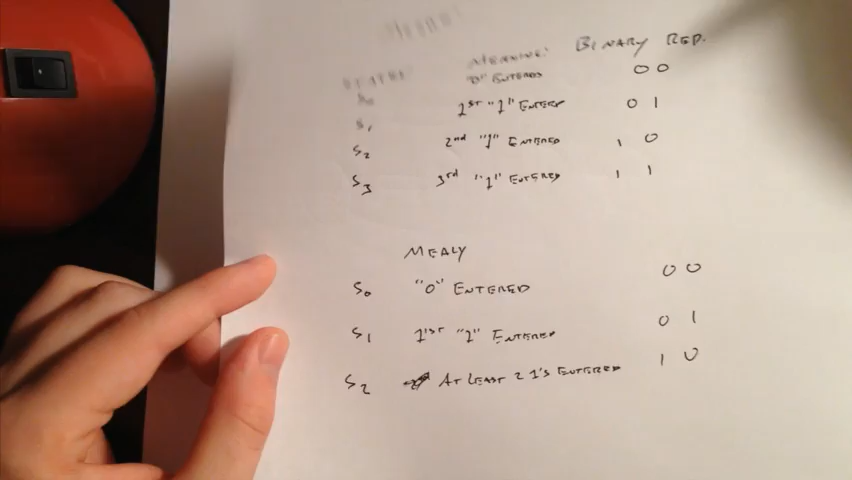 MEANING: BINARY REP.
S0 "0" ENTERED 00
S1 1ST "1" ENTERED 01
S2 2nd "1" ENTERED 10
S3 3rd "1" ENTERED 11
MEALY
S0 "0" ENTERED 00
S1 1ST "1" ENTERED 01
S2 AT LEAST 2 1'S ENTERED 10